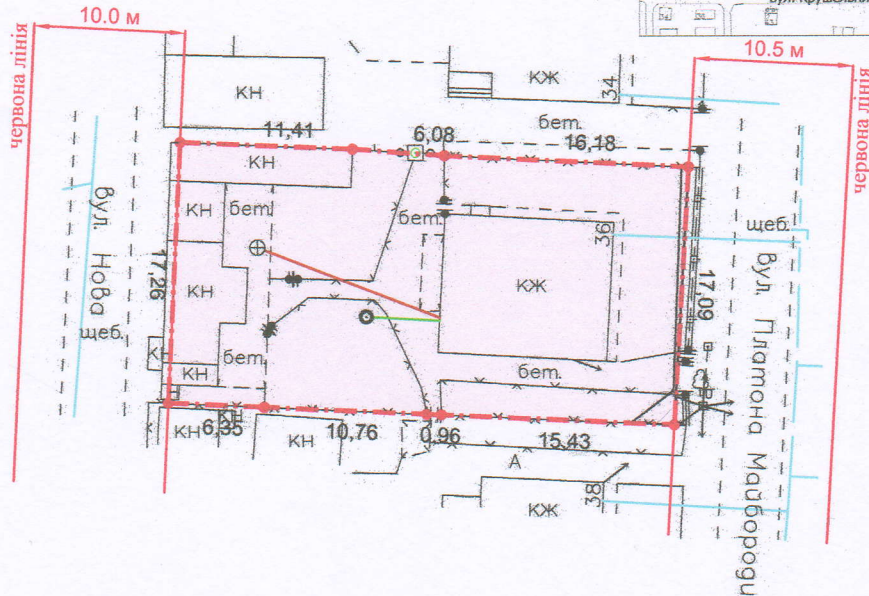 10.0 м
червона лінія
10.5 м
червона лінія
КН
КЖ
34
бет.
11,41
6,08
16,18
КН
КН
бет.
бет.
36
щеб.
вул. Нова
17,26
КН
КЖ
17,09
щеб.
вул. Платона Майбороди
КН
бет.
бет.
КН
КН
6,35
КН
10,76
0,96
15,43
А
38
КЖ